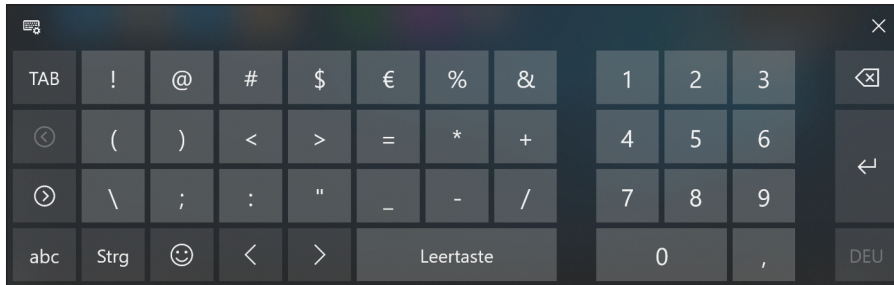 TAB ! @ # $ € % & 1 2 3
( ) < > = * + 4 5 6
\ ; : " _ - / 7 8 9
abc Strg < > Leertaste 0 , DEU